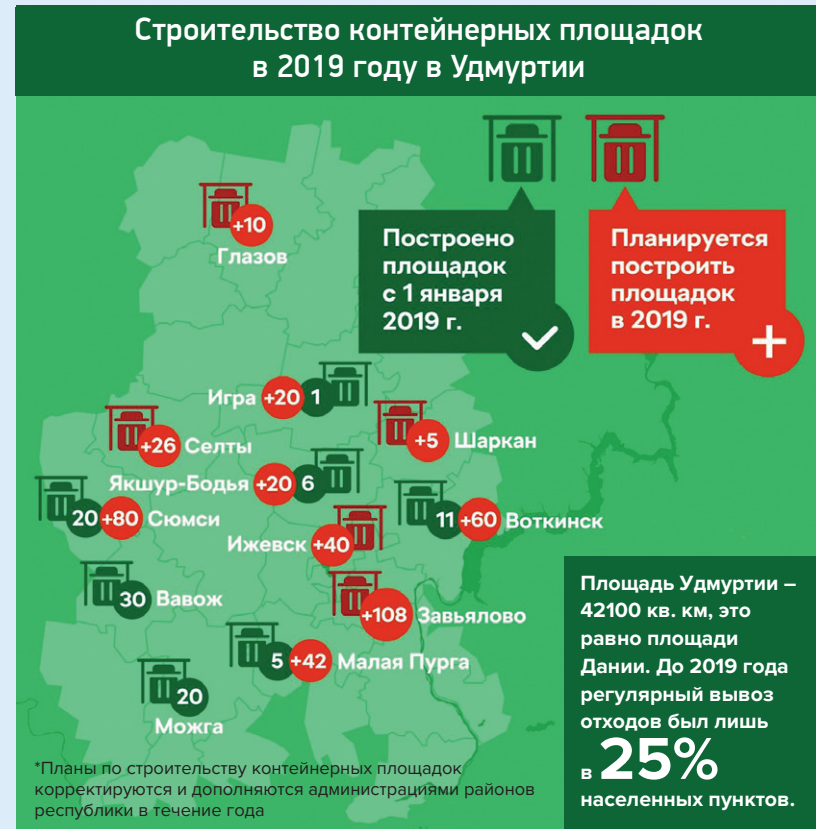 Строительство контейнерных площадок
в 2019 году в Удмуртии
+10
Глазов
Построено
площадок
с 1 января
2019 г.
Планируется
построить
площадок
в 2019 г.
+
Игра +20 1
+26 Селты
+5 Шаркан
Якшур-Бодья +20 6
20 +80 Сюмси
11 +60 Воткинск
Ижевск +40
30 Вавож
+108 Завьялово
5 +42 Малая Пурга
20
Можга
Площадь Удмуртии –
42100 кв. км, это
равно площади
Дании. До 2019 года
регулярный вывоз
отходов был лишь
в 25%
населенных пунктов.
*Планы по строительству контейнерных площадок
корректируются и дополняются администрациями районов
республики в течение года